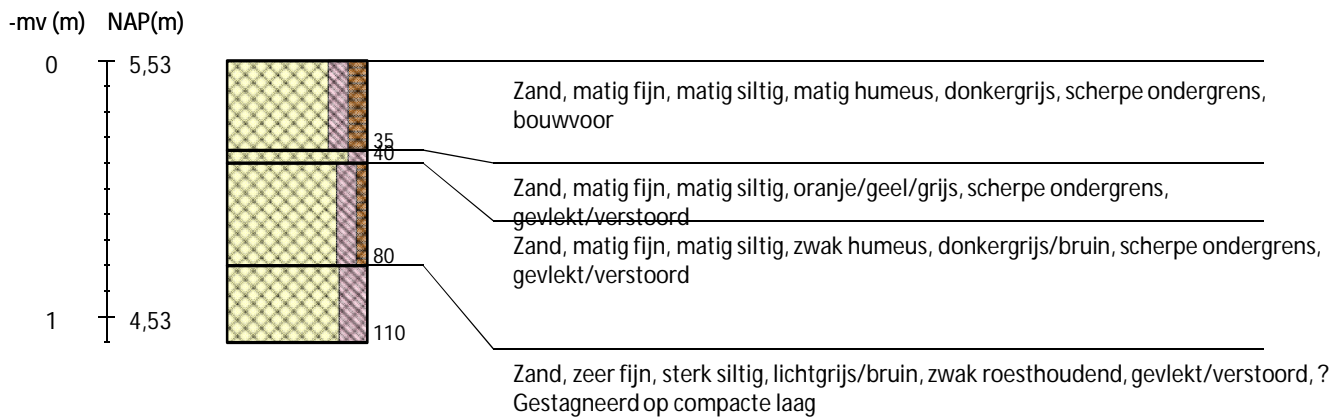 -mv (m) NAP(m)
0 5,53
Zand, matig fijn, matig siltig, matig humeus, donkergrijs, scherpe ondergrens,
bouwvoor
35
40
Zand, matig fijn, matig siltig, oranje/geel/grijs, scherpe ondergrens,
gevlekt/verstoord
Zand, matig fijn, matig siltig, zwak humeus, donkergrijs/bruin, scherpe ondergrens,
gevlekt/verstoord
80
1 4,53
110
Zand, zeer fijn, sterk siltig, lichtgrijs/bruin, zwak roesthoudend, gevlekt/verstoord, ?
Gestagneerd op compacte laag